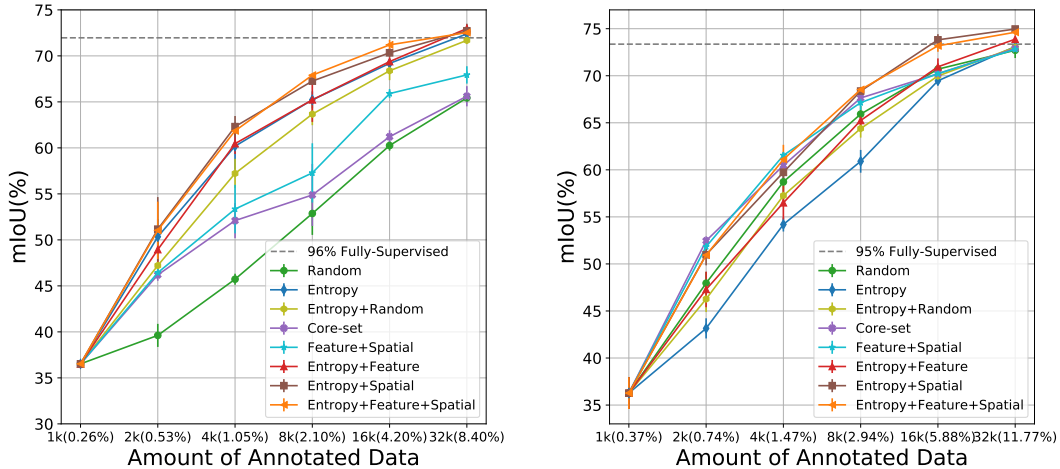 75
70
65
60
55
50
45
40
35
30
mIoU(%)
96% Fully-Supervised
Random
Entropy
Entropy+Random
Core-set
Feature+Spatial
Entropy+Feature
Entropy+Spatial
Entropy+Feature+Spatial
1k(0.26%) 2k(0.53%) 4k(1.05%) 8k(2.10%) 16k(4.20%) 32k(8.40%)
Amount of Annotated Data
75
70
65
60
55
50
45
40
35
mIoU(%)
95% Fully-Supervised
Random
Entropy
Entropy+Random
Core-set
Feature+Spatial
Entropy+Feature
Entropy+Spatial
Entropy+Feature+Spatial
1k(0.37%) 2k(0.74%) 4k(1.47%) 8k(2.94%) 16k(5.88%) 32k(11.77%)
Amount of Annotated Data